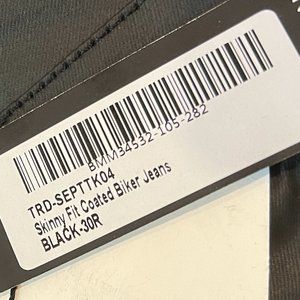 BMM34532-105-282
TRD-SEPTTK04
Skinny Fit Coated Biker Jeans
BLACK-30R